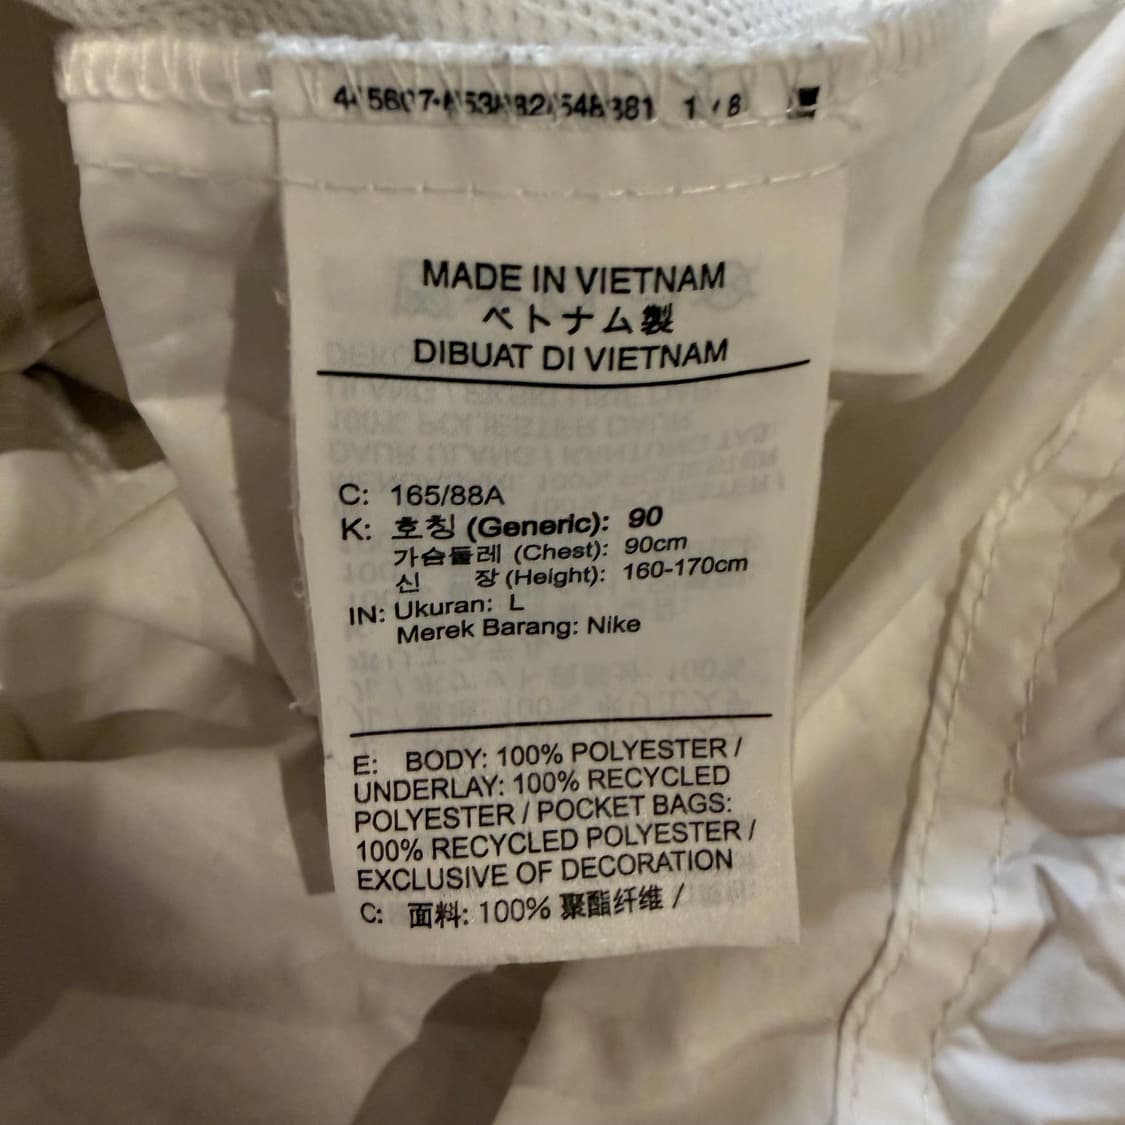 MADE IN VIETNAM
ベトナム製
DIBUAT DI VIETNAM
C: 165/88A
K: 호칭 (Generic): 90
가슴둘레 (Chest): 90cm
신 장 (Height): 160-170cm
IN: Ukuran: L
Merek Barang: Nike
E: BODY: 100% POLYESTER /
UNDERLAY: 100% RECYCLED
POLYESTER / POCKET BAGS:
100% RECYCLED POLYESTER /
EXCLUSIVE OF DECORATION
C: 面料: 100% 聚酯纤维 /